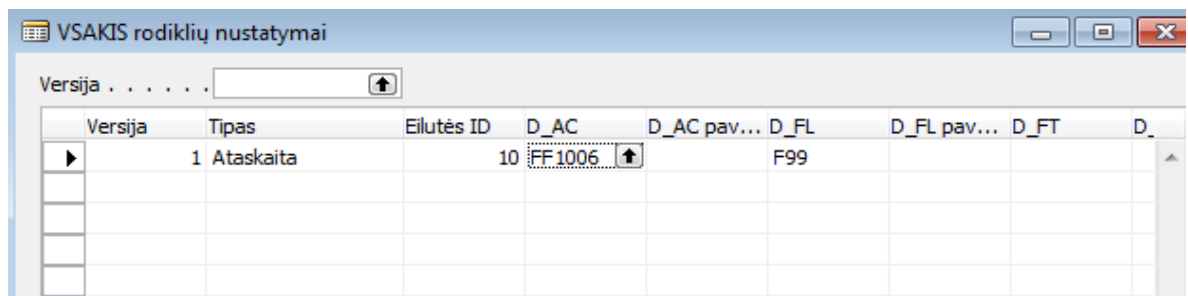 VSAKIS rodiklių nustatymai
Versija . . . . . .
Versija Tipas Eilutės ID D_AC D_AC pav... D_FL D_FL pav... D_FT D_
1 Ataskaita 10 FF1006 F99